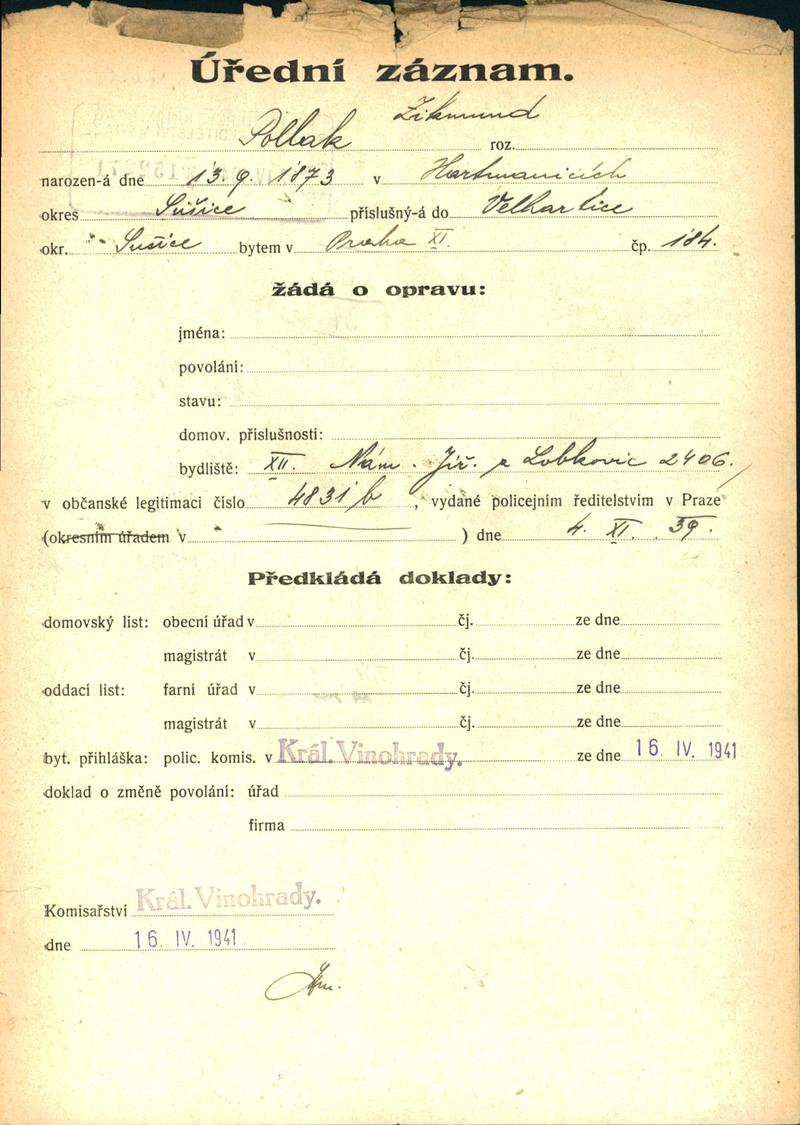 Úřední záznam.
Pollak Zikmund roz.
narozen-á dne 13. 9. 1873 v Hartmanicích
okres Sušice příslušný-á do Velhartice
okr. Sušice bytem v Praha XI. čp. 184.
žádá o opravu:
jména:
povolání:
stavu:
domov. příslušnosti:
bydliště: XII. Nám. Jiř. z Lobkovic 2406.
v občanské legitimaci číslo 4831 b, vydané policejním ředitelstvím v Praze
(okresním úřadem v ) dne 4. XI. 39.
Předkládá doklady:
domovský list: obecní úřad v čj. ze dne
magistrát v čj. ze dne
oddací list: farní úřad v čj. ze dne
magistrát v čj. ze dne
byt. přihláška: polic. komis. v Král. Vinohrady. ze dne 16. IV. 1941
doklad o změně povolání: úřad
firma
Komisařství Král. Vinohrady.
dne 16. IV. 1941